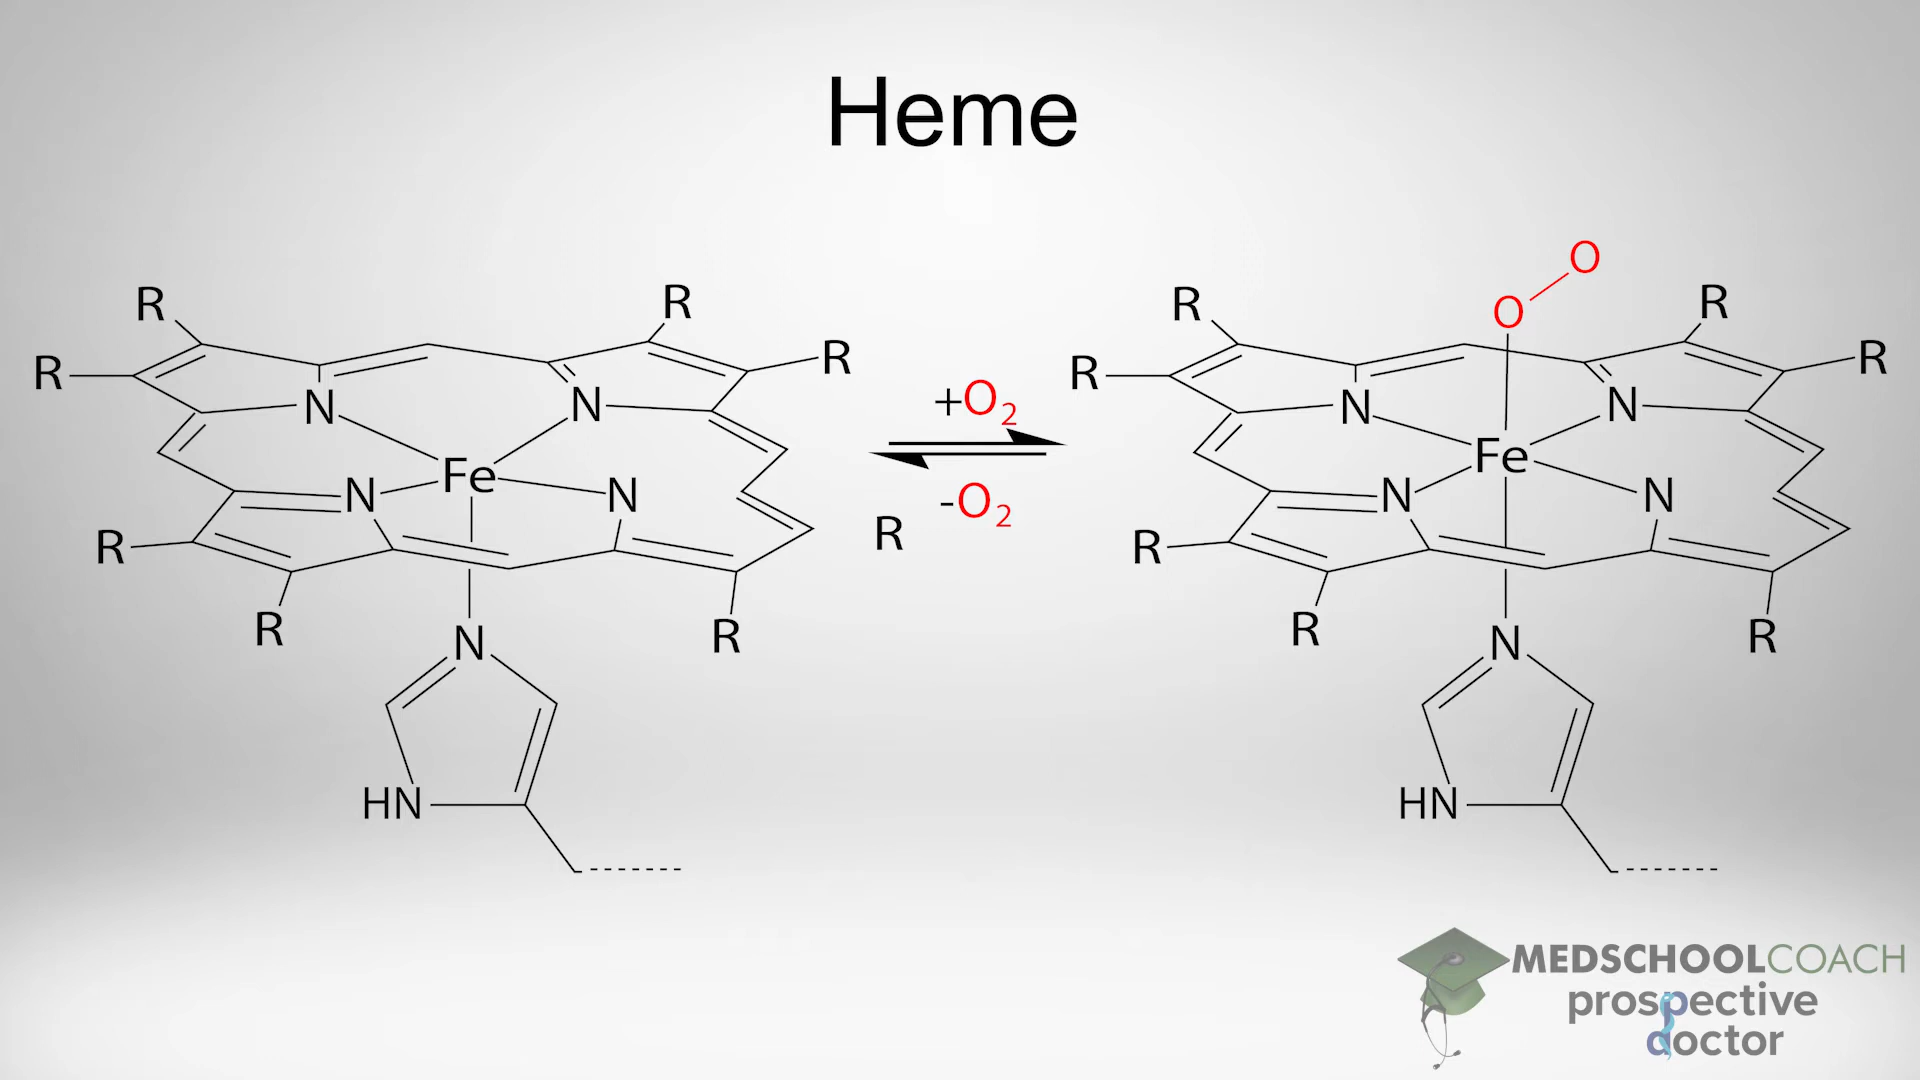 Heme
R
R
R
R
N
N
Fe
N
N
R
R
R
N
HN
+O₂
-O₂
R
O
O
R
R
R
R
N
N
Fe
N
N
R
R
R
N
HN
MEDSCHOOLCOACH
prospective
doctor